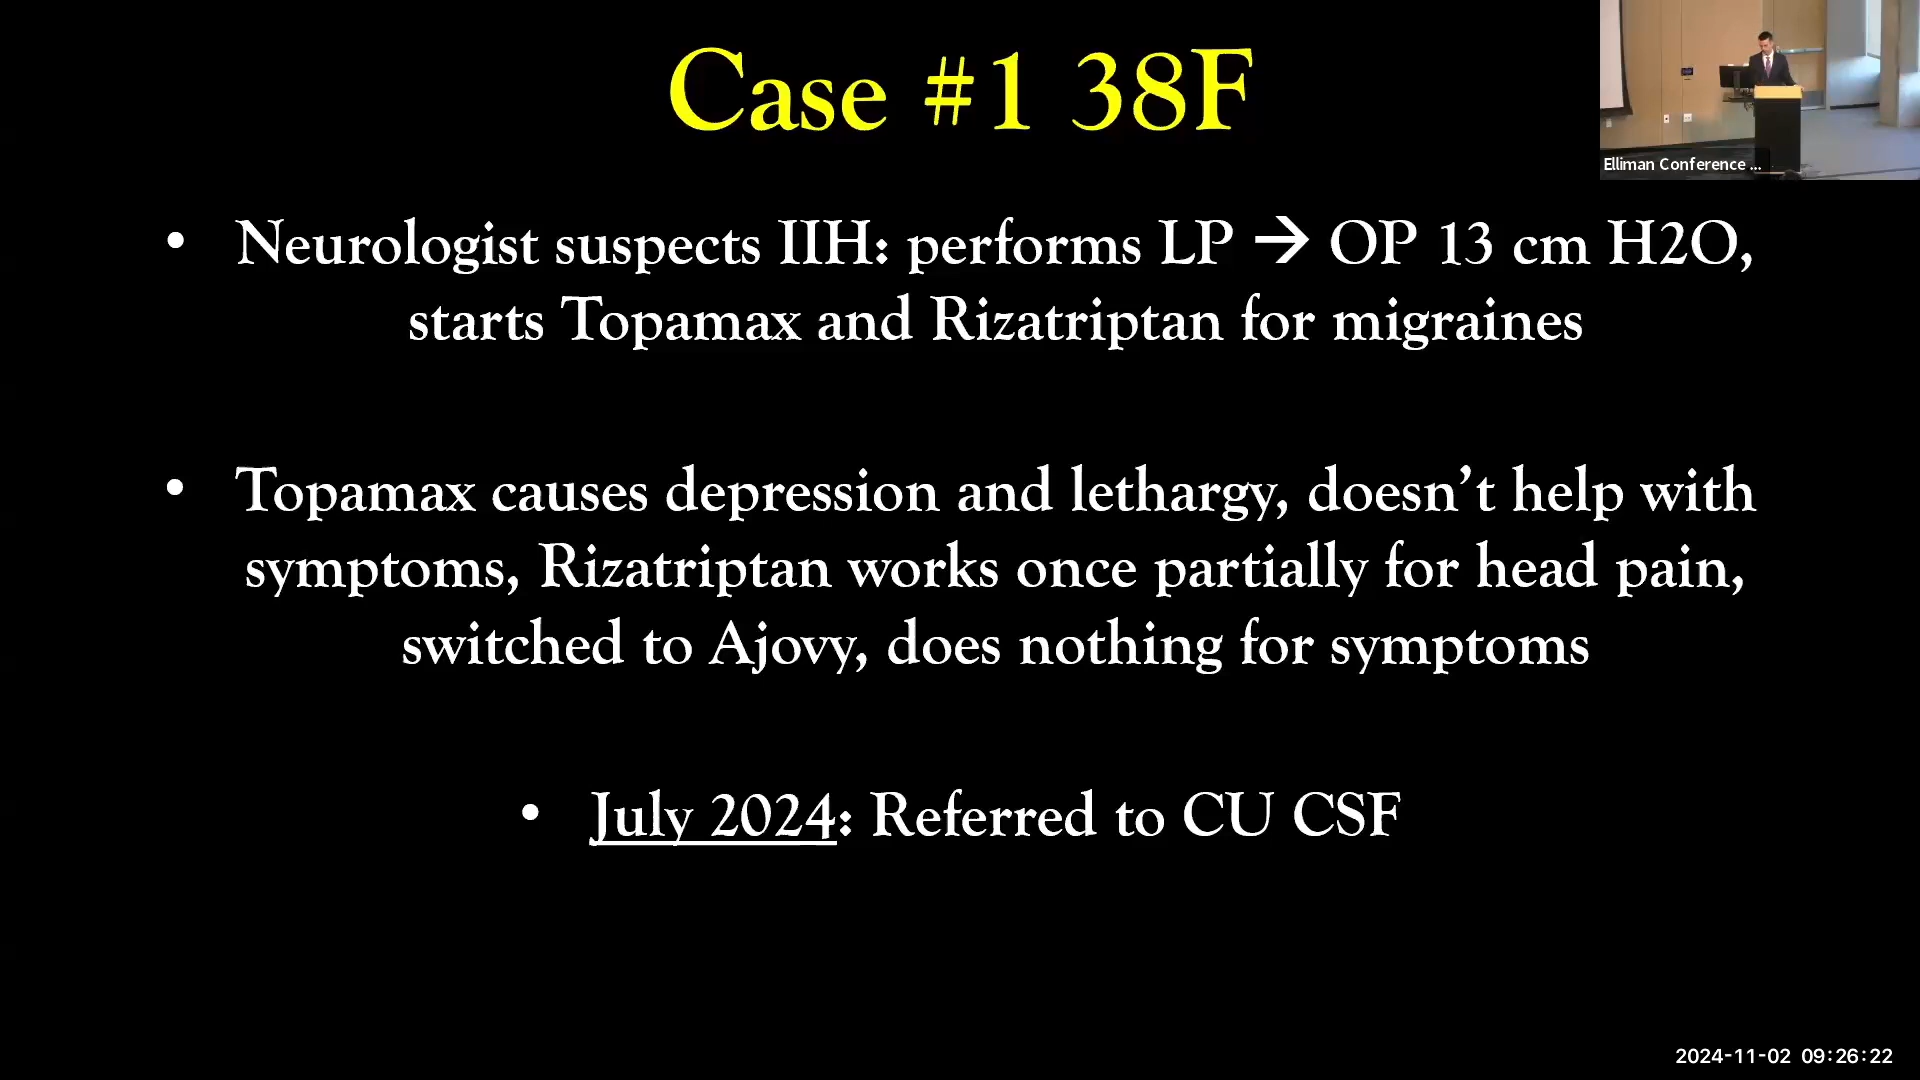 Case #1 38F
Elliman Conference ...
• Neurologist suspects IIH: performs LP → OP 13 cm H2O,
starts Topamax and Rizatriptan for migraines
• Topamax causes depression and lethargy, doesn’t help with
symptoms, Rizatriptan works once partially for head pain,
switched to Ajovy, does nothing for symptoms
• July 2024: Referred to CU CSF
2024-11-02 09:26:22